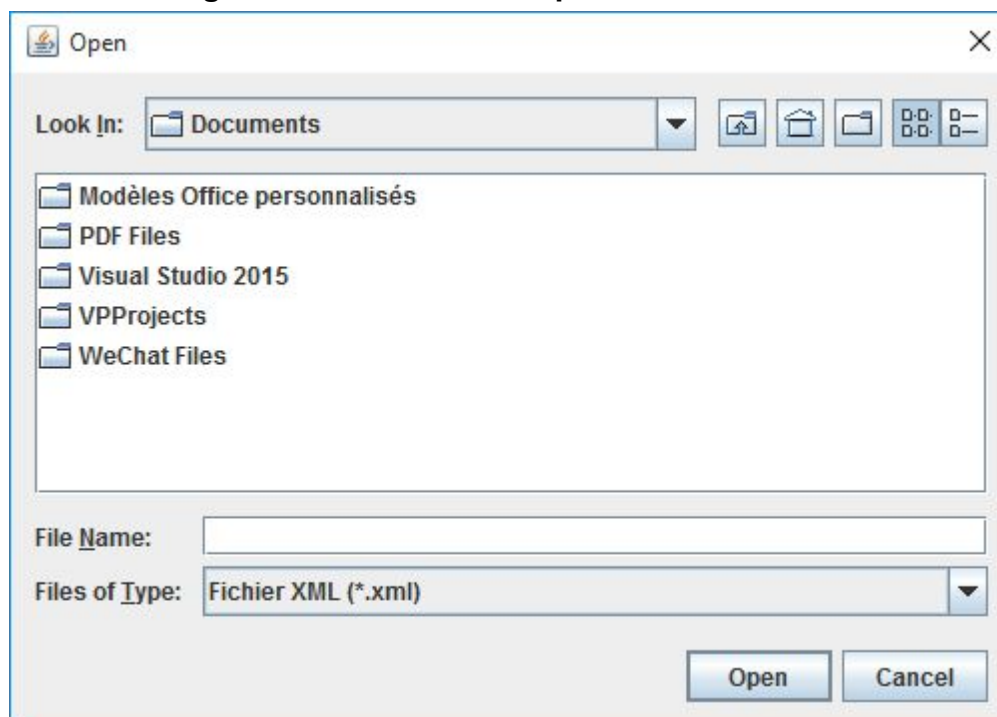 Open
Look In: Documents
Modèles Office personnalisés
PDF Files
Visual Studio 2015
VPProjects
WeChat Files
File Name:
Files of Type: Fichier XML (*.xml)
Open Cancel